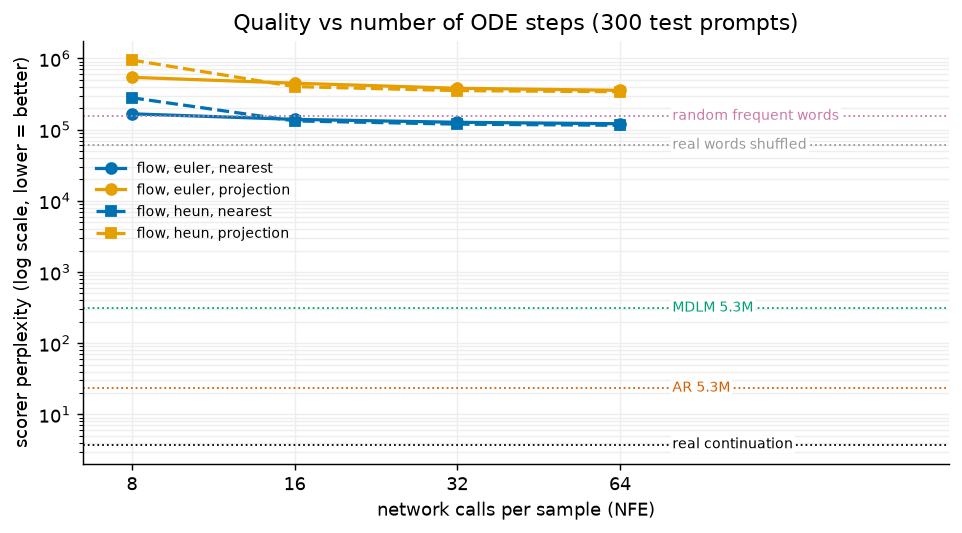 Quality vs number of ODE steps (300 test prompts)
scorer perplexity (log scale, lower = better)
10⁶
10⁵
10⁴
10³
10²
10¹
random frequent words
real words shuffled
flow, euler, nearest
flow, euler, projection
flow, heun, nearest
flow, heun, projection
MDLM 5.3M
AR 5.3M
real continuation
8 16 32 64
network calls per sample (NFE)